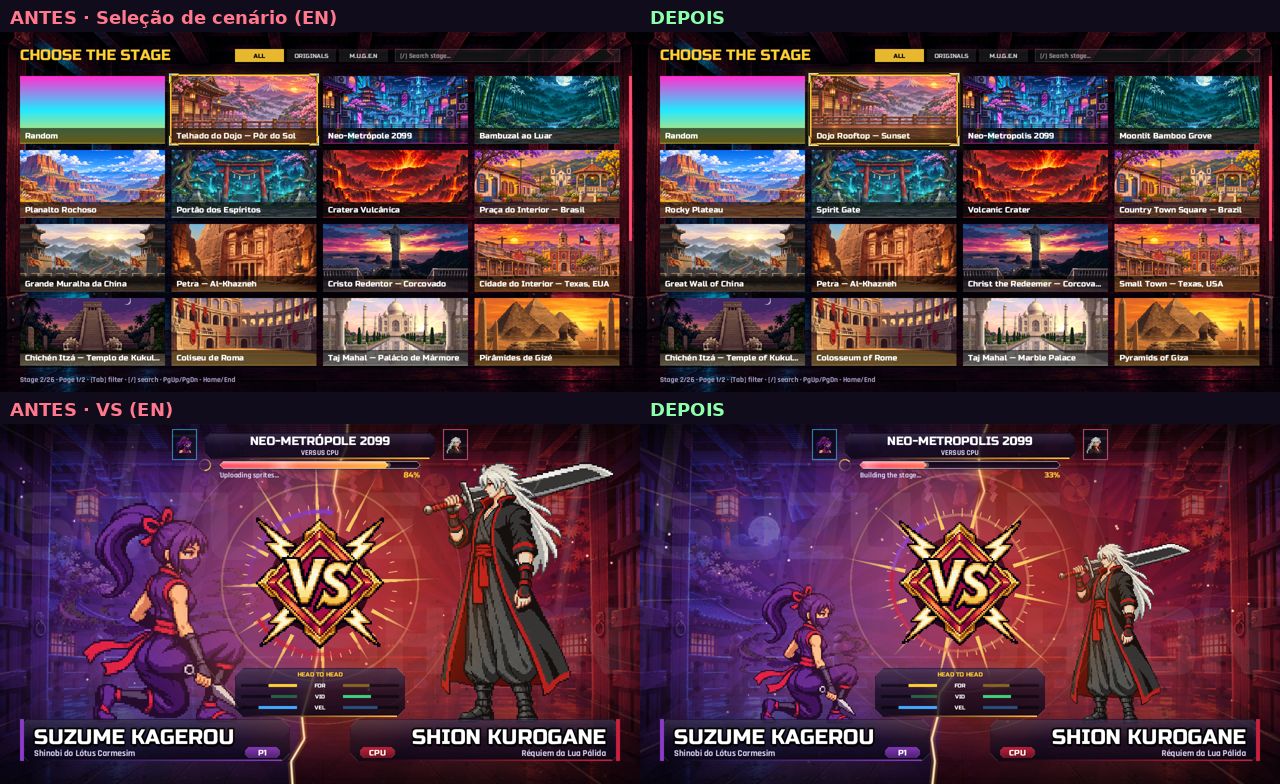 ANTES · Seleção de cenário (EN)
CHOOSE THE STAGE
ALL
ORIGINALS
M.U.G.E.N
[/] Search stage...
Random
Telhado do Dojo — Pôr do Sol
Neo-Metrópole 2099
Bambuzal ao Luar
Planalto Rochoso
Portão dos Espíritos
Cratera Vulcânica
Praça do Interior — Brasil
Grande Muralha da China
Petra — Al-Khazneh
Cristo Redentor — Corcovado
Cidade do Interior — Texas, EUA
Chichén Itzá — Templo de Kukul...
Coliseu de Roma
Taj Mahal — Palácio de Mármore
Pirâmides de Gizé
Stage 2/26 · Page 1/2 · [Tab] filter · [/] search · PgUp/PgDn · Home/End
DEPOIS
CHOOSE THE STAGE
ALL
ORIGINALS
M.U.G.E.N
[/] Search stage...
Random
Dojo Rooftop — Sunset
Neo-Metropolis 2099
Moonlit Bamboo Grove
Rocky Plateau
Spirit Gate
Volcanic Crater
Country Town Square — Brazil
Great Wall of China
Petra — Al-Khazneh
Christ the Redeemer — Corcova...
Small Town — Texas, USA
Chichén Itzá — Temple of Kukul...
Colosseum of Rome
Taj Mahal — Marble Palace
Pyramids of Giza
Stage 2/26 · Page 1/2 · [Tab] filter · [/] search · PgUp/PgDn · Home/End
ANTES · VS (EN)
NEO-METRÓPOLE 2099
VERSUS CPU
Uploading sprites...
84%
VS
HEAD TO HEAD
FOR
VID
VEL
SUZUME KAGEROU
Shinobi do Lótus Carmesim
P1
SHION KUROGANE
CPU
Réquiem da Lua Pálida
DEPOIS
NEO-METROPOLIS 2099
VERSUS CPU
Building the stage...
33%
VS
HEAD TO HEAD
FOR
VID
VEL
SUZUME KAGEROU
Shinobi do Lótus Carmesim
P1
SHION KUROGANE
CPU
Réquiem da Lua Pálida